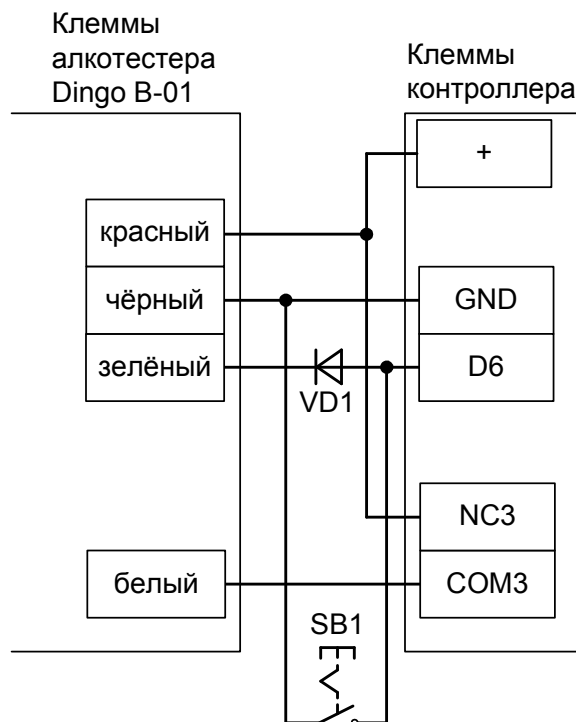 Клеммы
алкотестера
Dingo B-01
Клеммы
контроллера
+
красный
чёрный
GND
зелёный
D6
VD1
NC3
белый
COM3
SB1